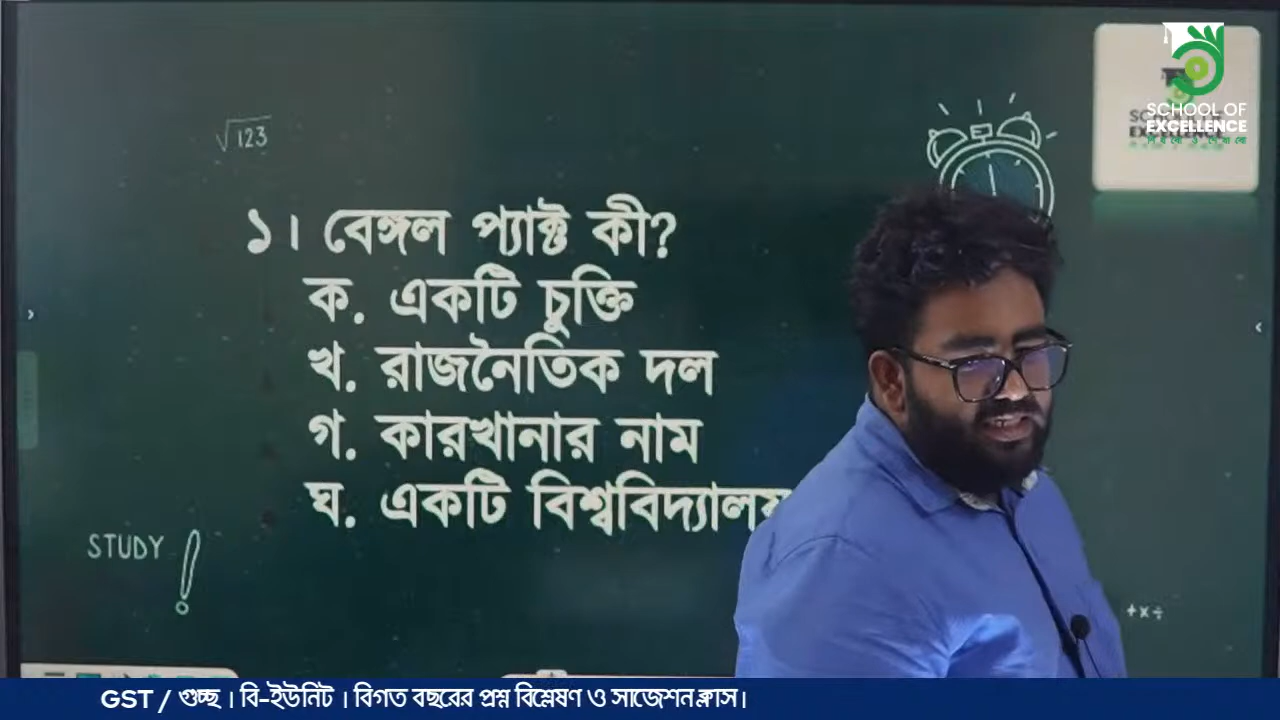 SCHOOL OF
EXCELLENCE
√123
১। বেঙ্গল প্যাক্ট কী?
ক. একটি চুক্তি
খ. রাজনৈতিক দল
গ. কারখানার নাম
ঘ. একটি বিশ্ববিদ্যালয়
STUDY !
+×÷
GST / গুচ্ছ । বি-ইউনিট । বিগত বছরের প্রশ্ন বিশ্লেষণ ও সাজেশন ক্লাস।